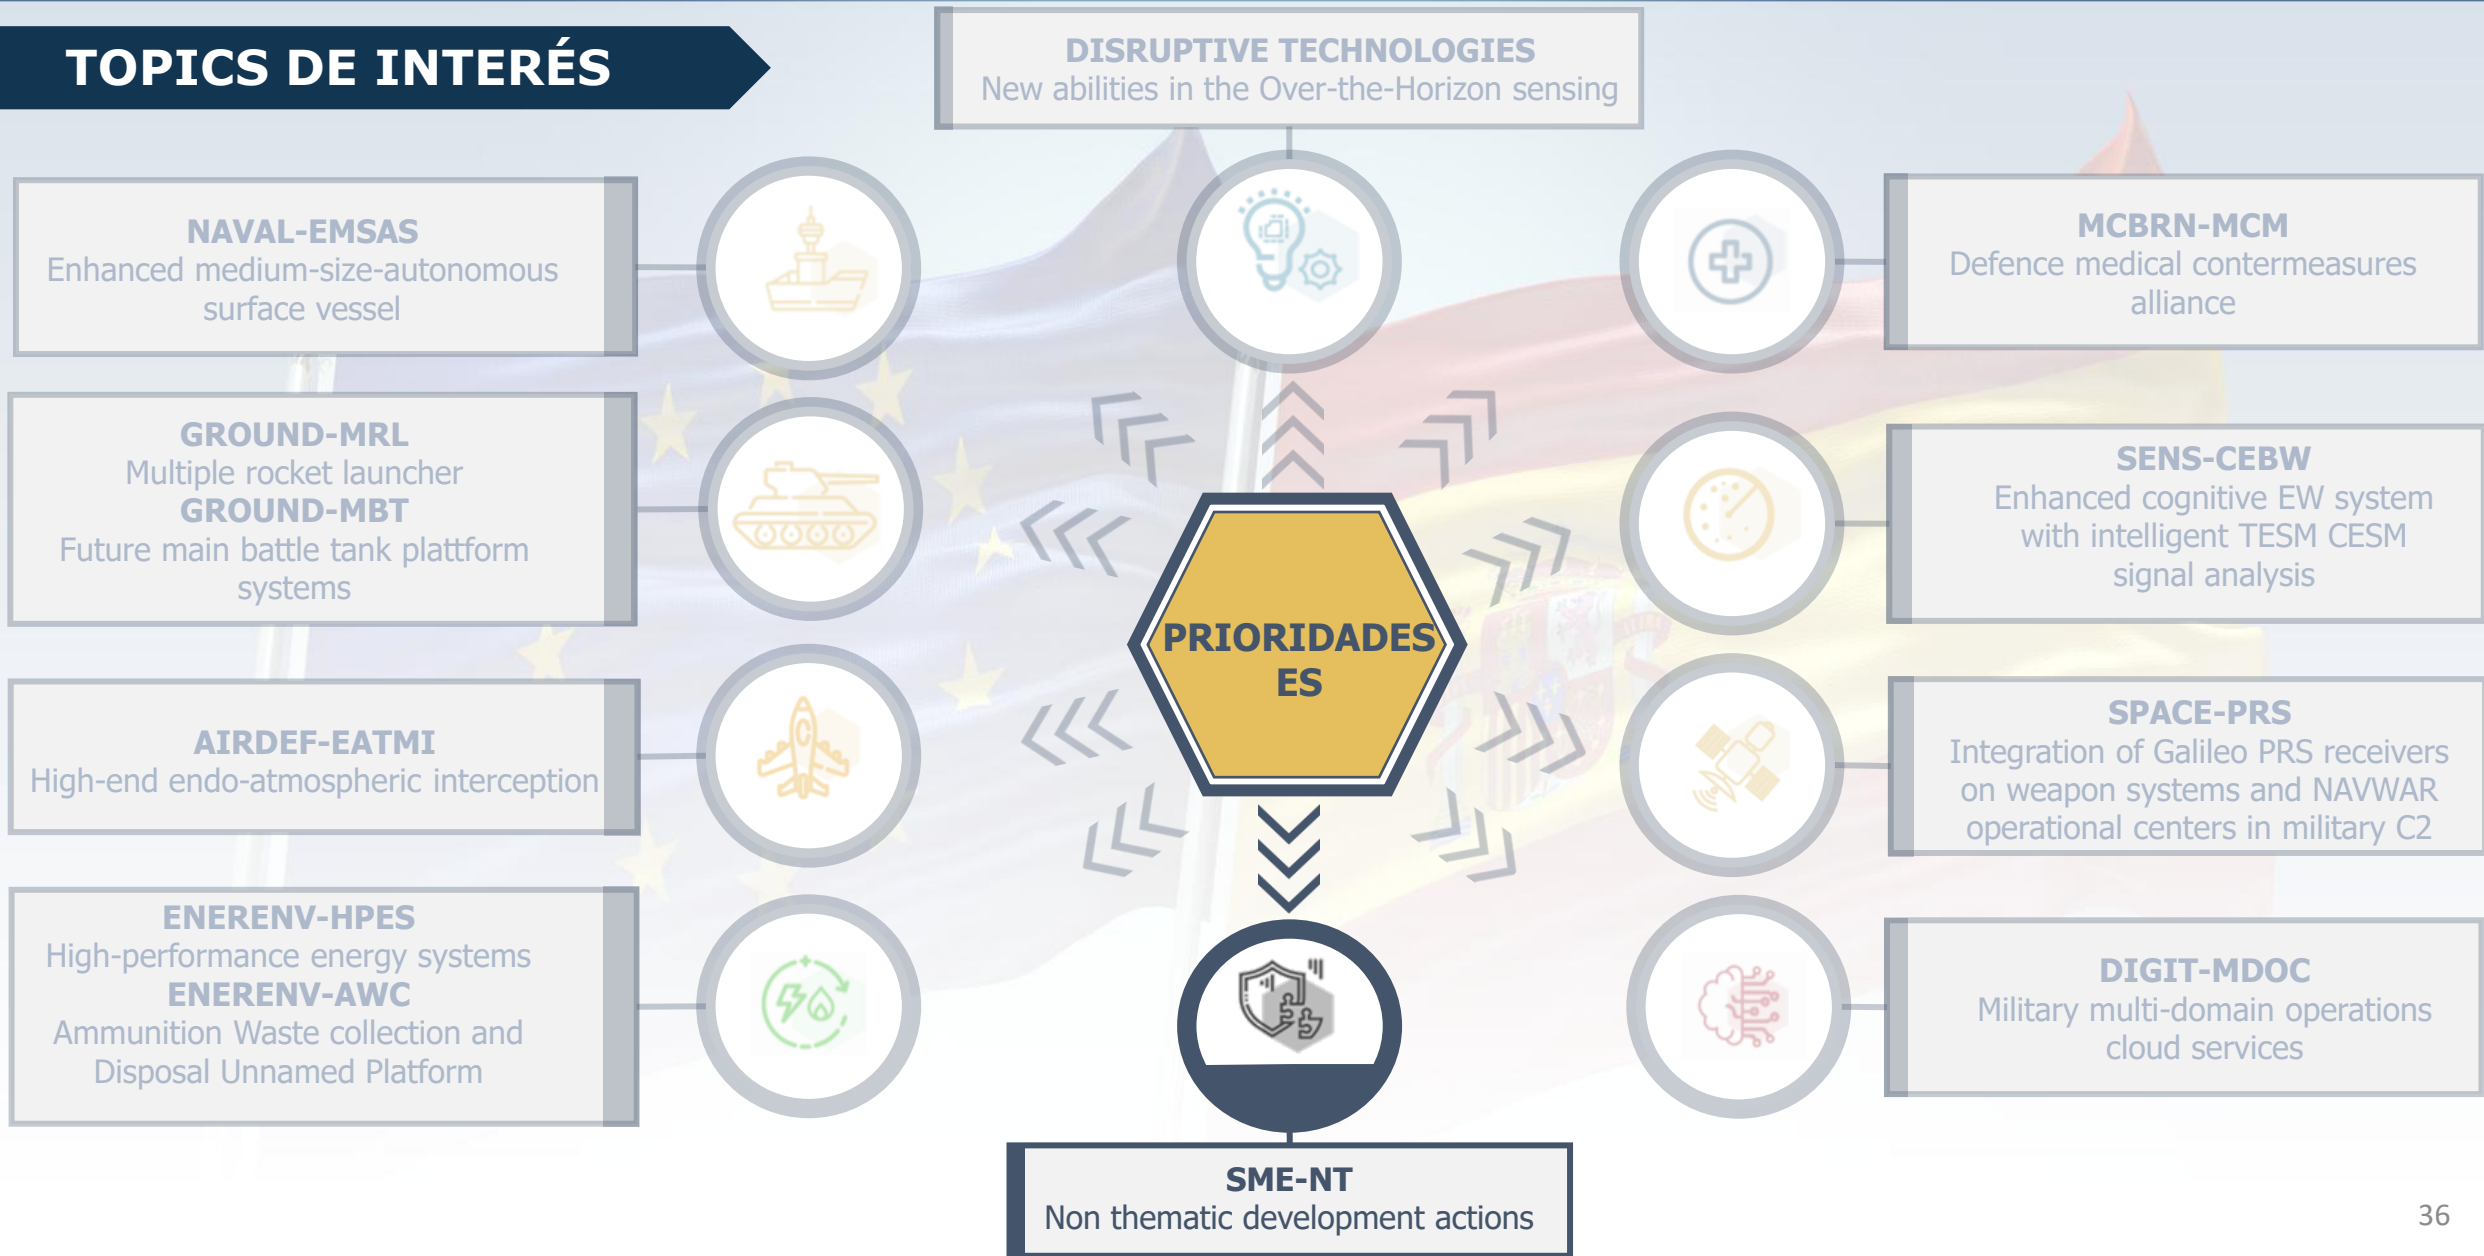 TOPICS DE INTERÉS
DISRUPTIVE TECHNOLOGIES
New abilities in the Over-the-Horizon sensing
NAVAL-EMSAS
Enhanced medium-size-autonomous
surface vessel
GROUND-MRL
Multiple rocket launcher
GROUND-MBT
Future main battle tank plattform
systems
AIRDEF-EATMI
High-end endo-atmospheric interception
ENERENV-HPES
High-performance energy systems
ENERENV-AWC
Ammunition Waste collection and
Disposal Unnamed Platform
PRIORIDADES
ES
MCBRN-MCM
Defence medical contermeasures
alliance
SENS-CEBW
Enhanced cognitive EW system
with intelligent TESM CESM
signal analysis
SPACE-PRS
Integration of Galileo PRS receivers
on weapon systems and NAVWAR
operational centers in military C2
DIGIT-MDOC
Military multi-domain operations
cloud services
SME-NT
Non thematic development actions
36